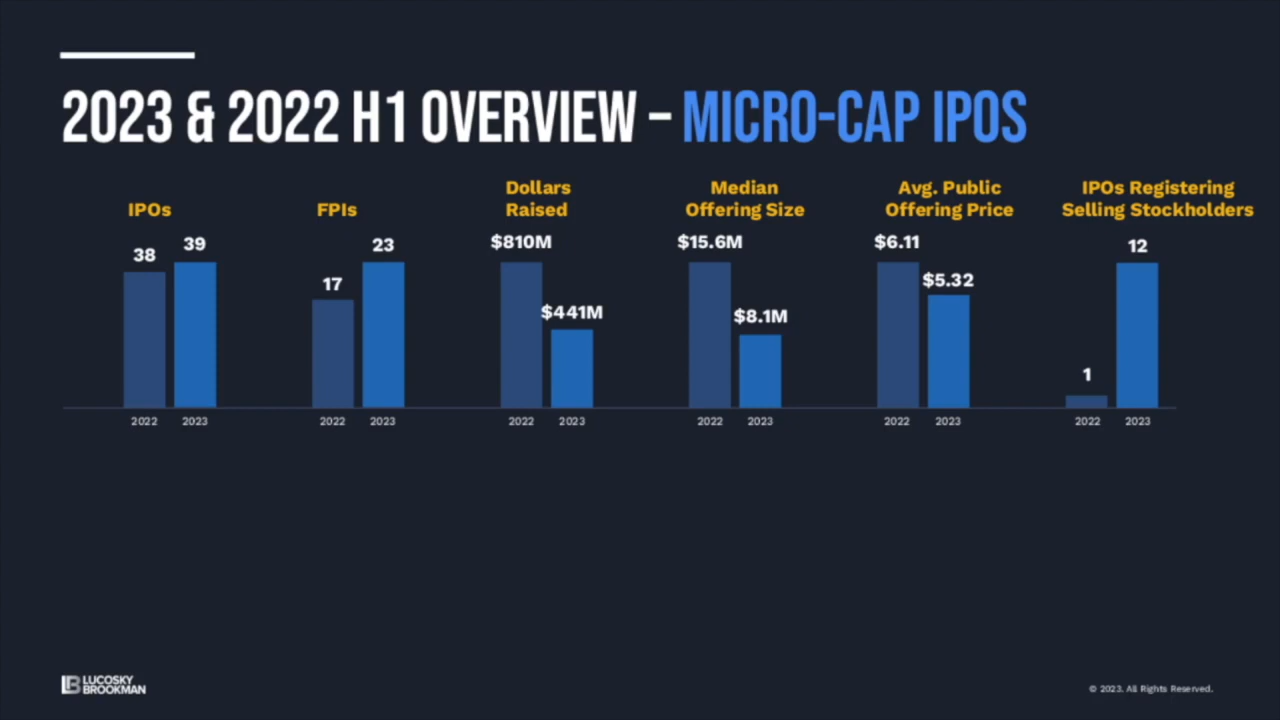 2023 & 2022 H1 OVERVIEW – MICRO-CAP IPOS
IPOs
38
39
2022
2023
FPIs
17
23
2022
2023
Dollars
Raised
$810M
$441M
2022
2023
Median
Offering Size
$15.6M
$8.1M
2022
2023
Avg. Public
Offering Price
$6.11
$5.32
2022
2023
IPOs Registering
Selling Stockholders
1
12
2022
2023
LB LUCOSKY
BROOKMAN
© 2023. All Rights Reserved.